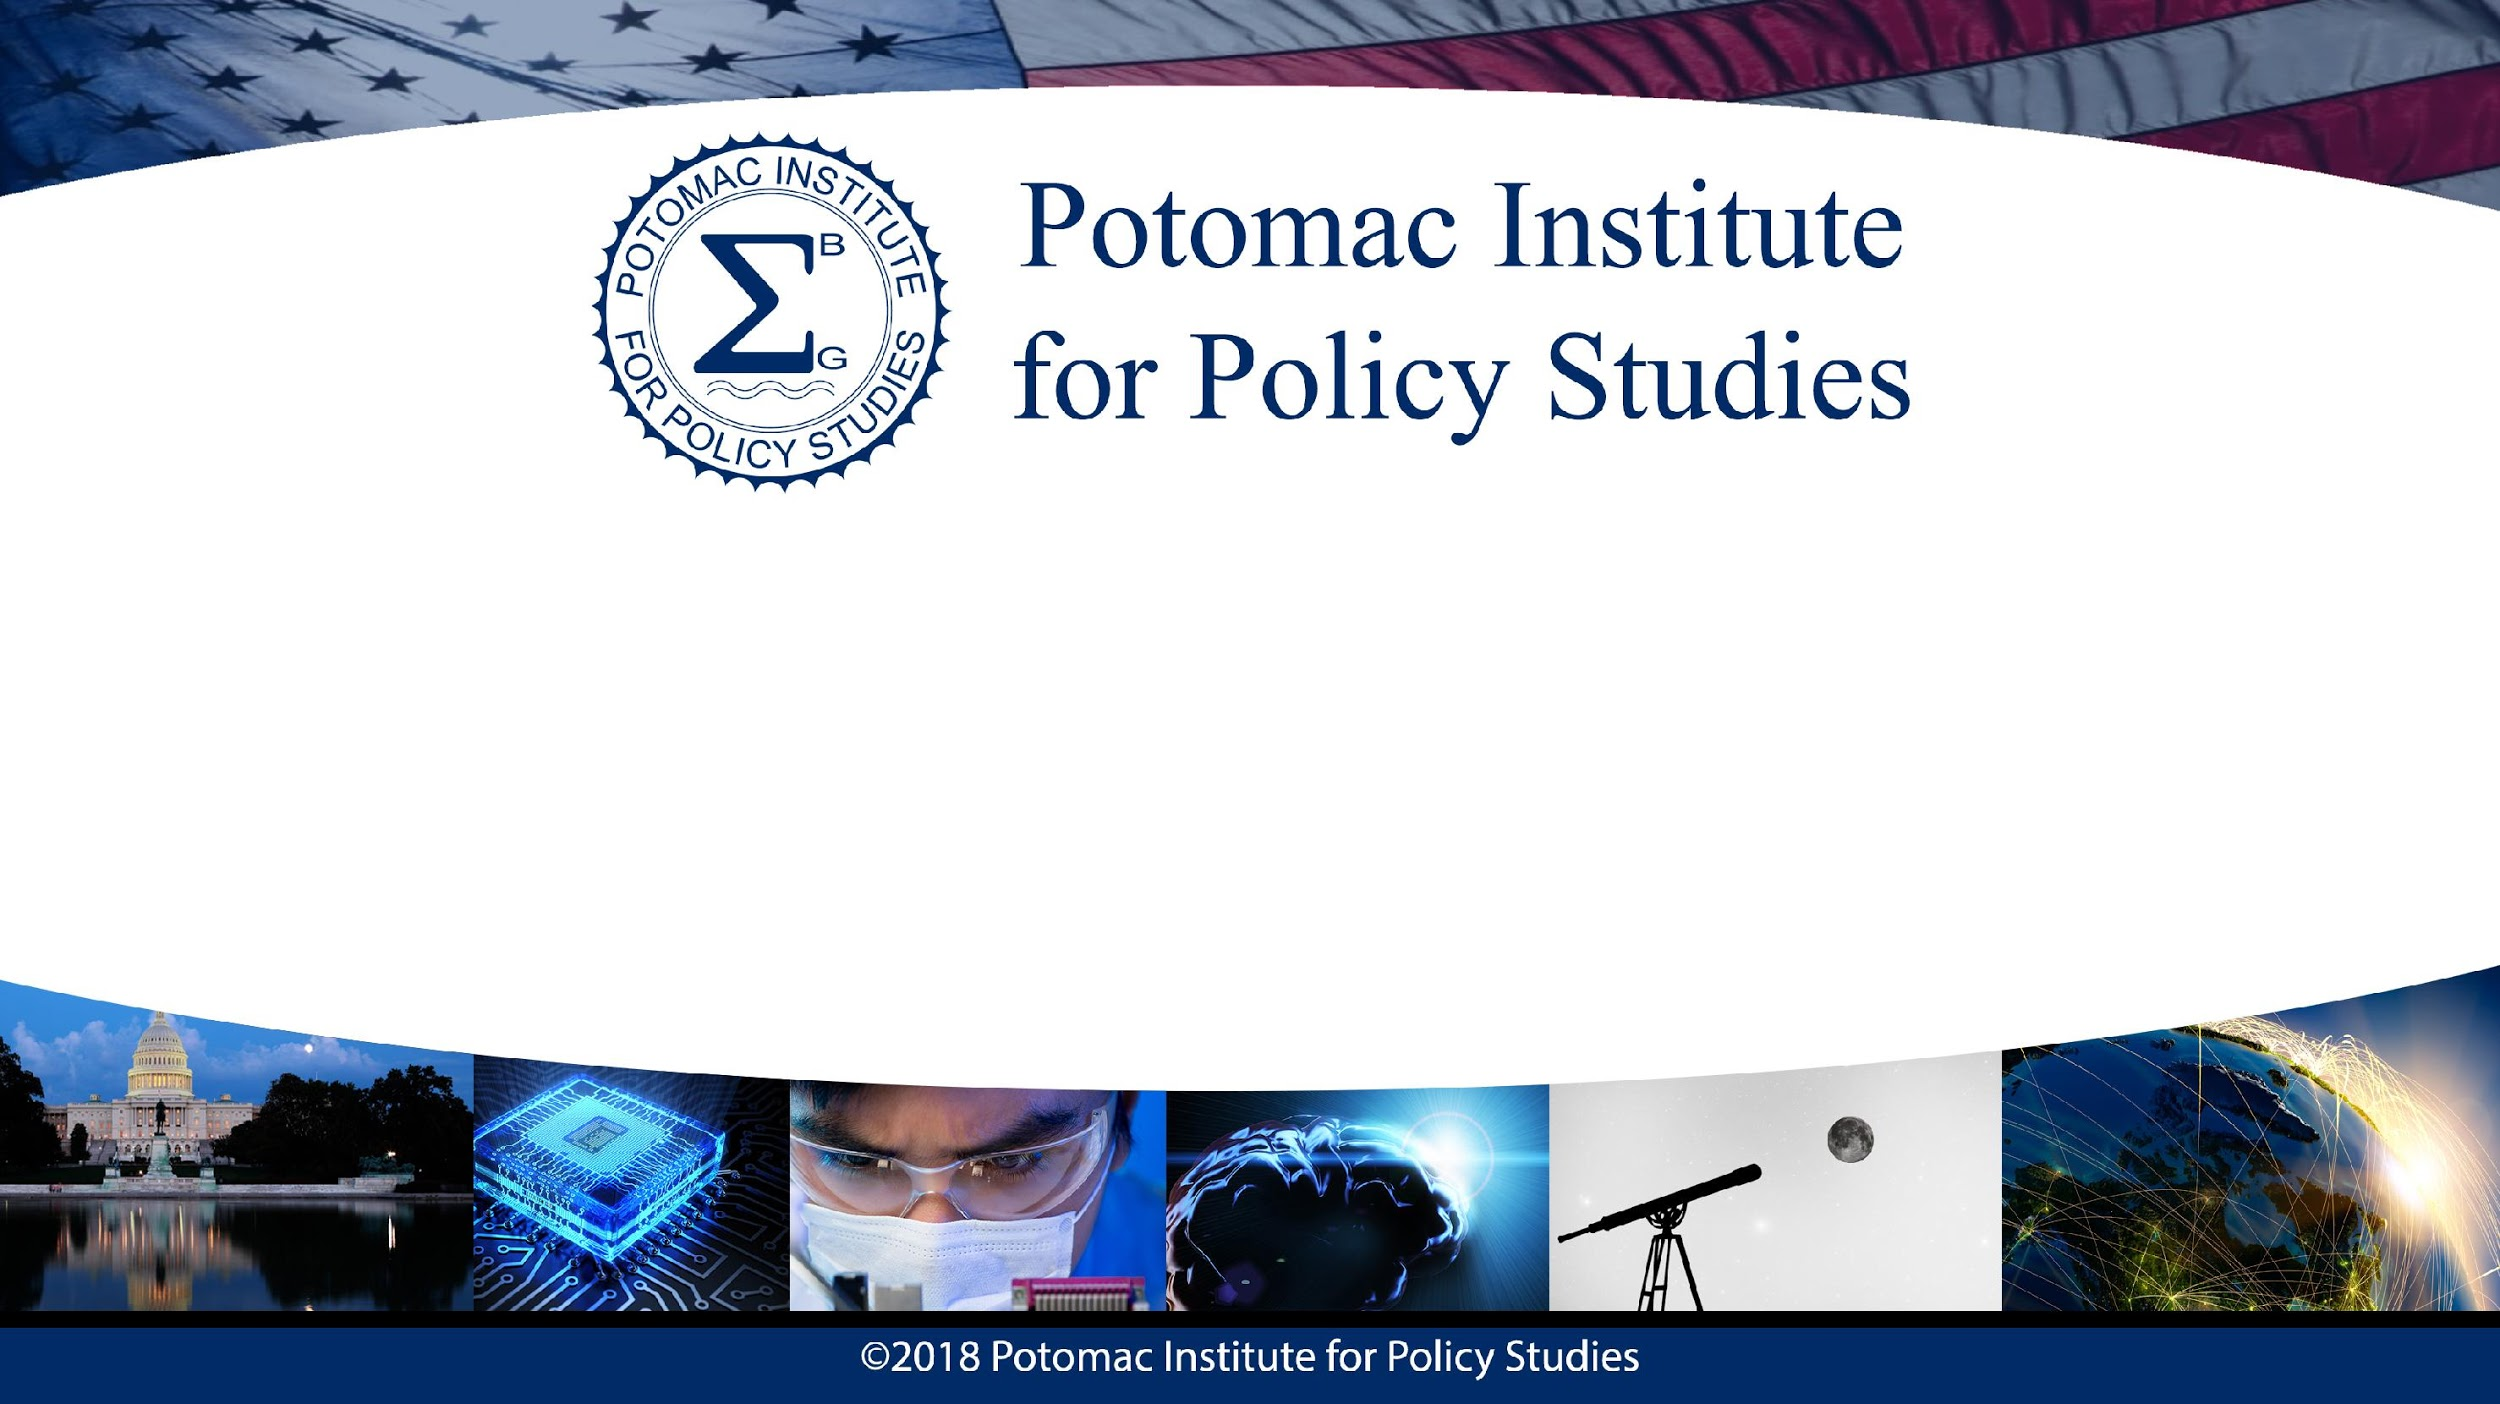 POTOMAC INSTITUTE
FOR POLICY STUDIES
Σ
B
G
Potomac Institute
for Policy Studies
©2018 Potomac Institute for Policy Studies